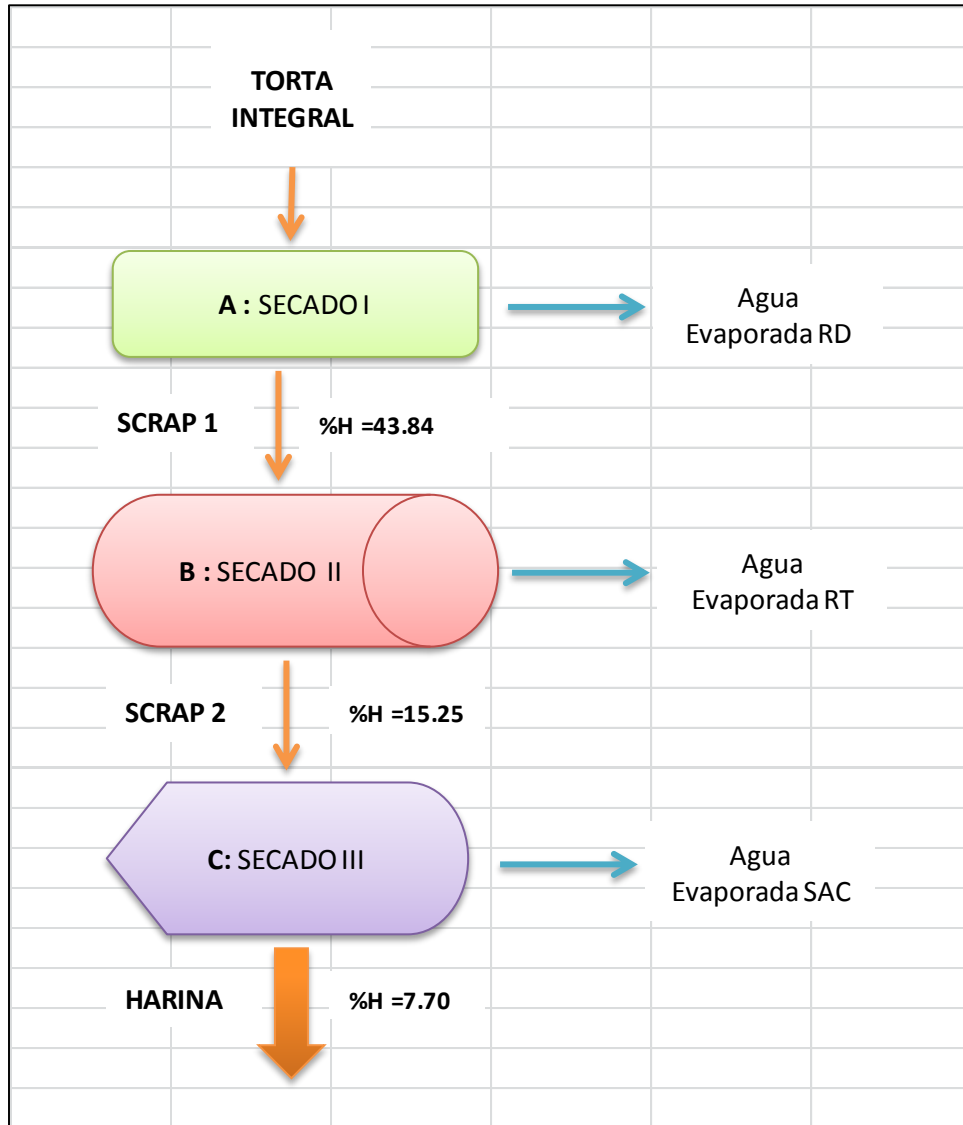 TORTA
INTEGRAL
A : SECADO I
Agua
Evaporada RD
SCRAP 1
%H =43.84
B : SECADO II
Agua
Evaporada RT
SCRAP 2
%H =15.25
C: SECADO III
Agua
Evaporada SAC
HARINA
%H =7.70